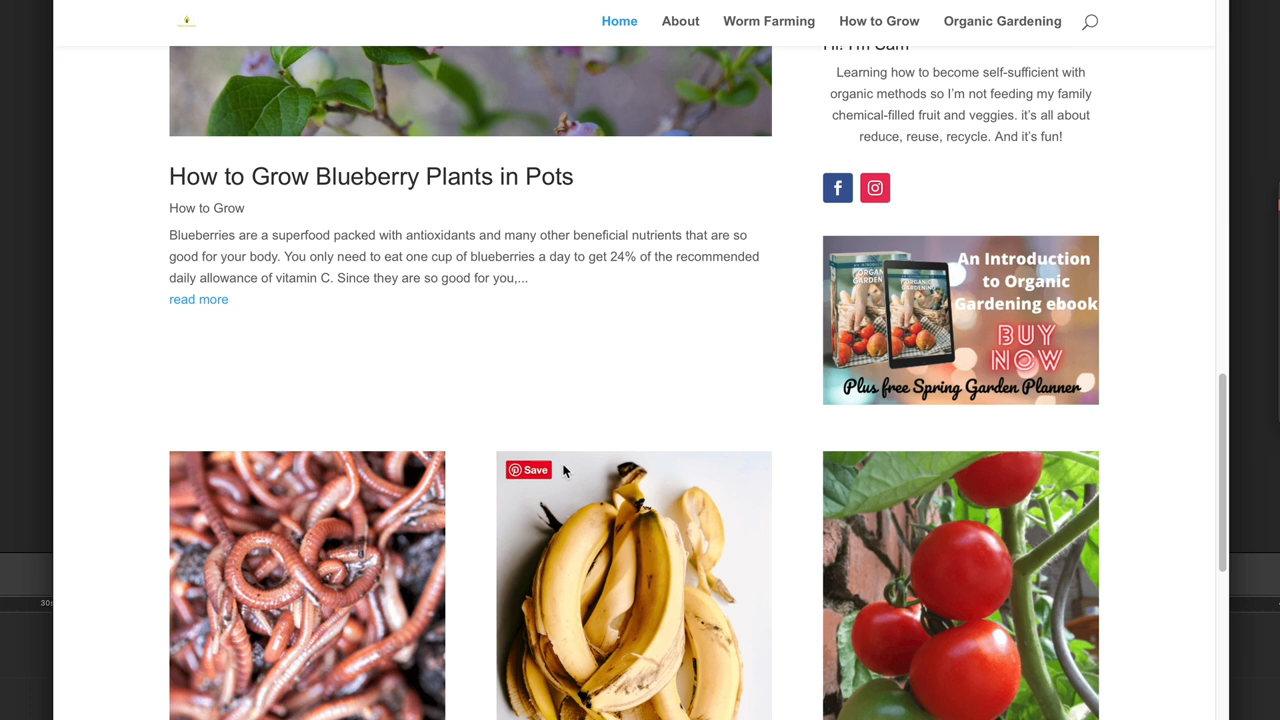 Home About Worm Farming How to Grow Organic Gardening
Hi! I'm Sam
Learning how to become self-sufficient with
organic methods so I'm not feeding my family
chemical-filled fruit and veggies. it's all about
reduce, reuse, recycle. And it's fun!
How to Grow Blueberry Plants in Pots
How to Grow
Blueberries are a superfood packed with antioxidants and many other beneficial nutrients that are so
good for your body. You only need to eat one cup of blueberries a day to get 24% of the recommended
daily allowance of vitamin C. Since they are so good for you,...
read more
An Introduction
to Organic
Gardening ebook
BUY
NOW
Plus free Spring Garden Planner
Save